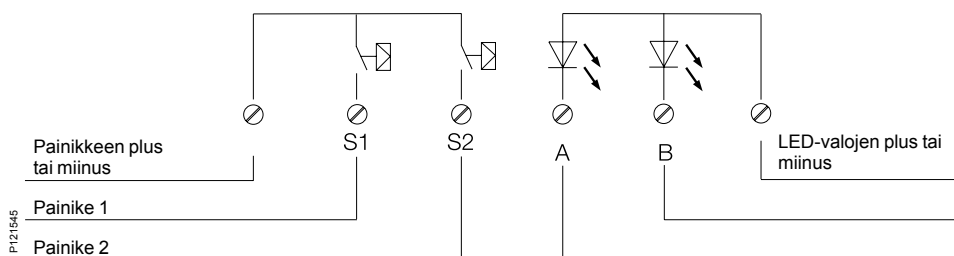 S1
S2
A
B
Painikkeen plus
tai miinus
LED-valojen plus tai
miinus
Painike 1
Painike 2
P121545